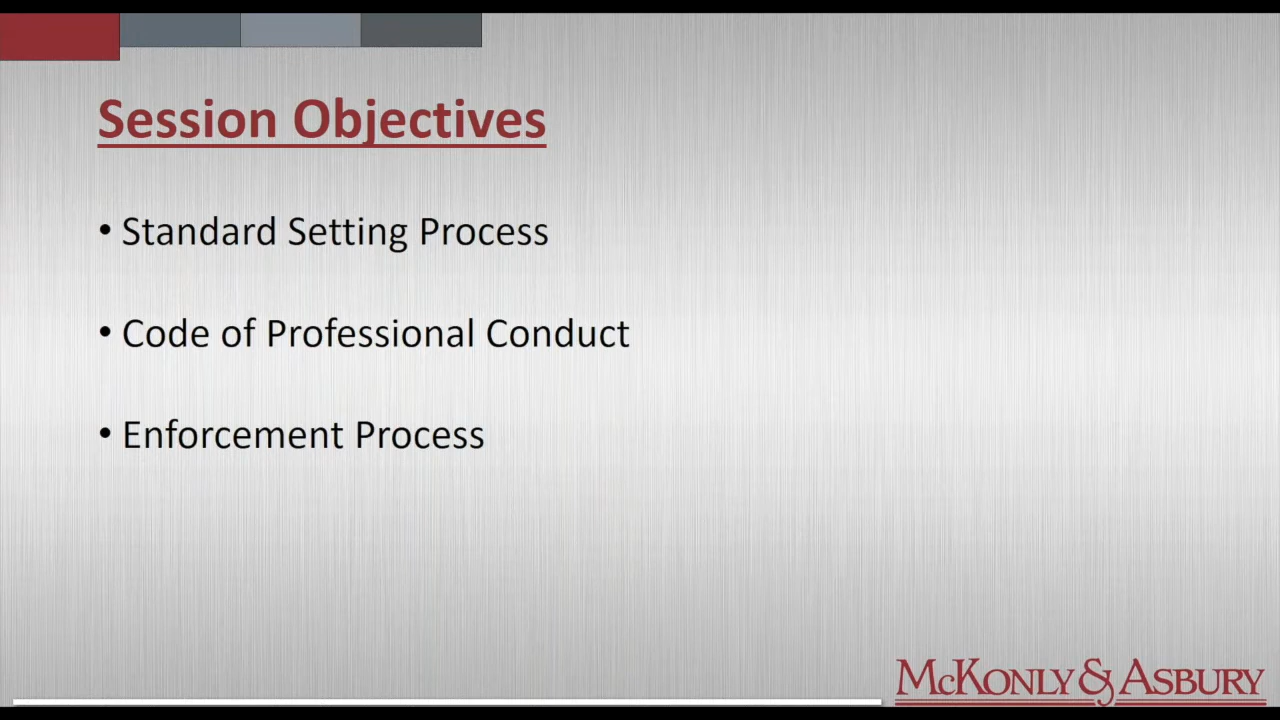 Session Objectives
• Standard Setting Process
• Code of Professional Conduct
• Enforcement Process
McKonly & Asbury